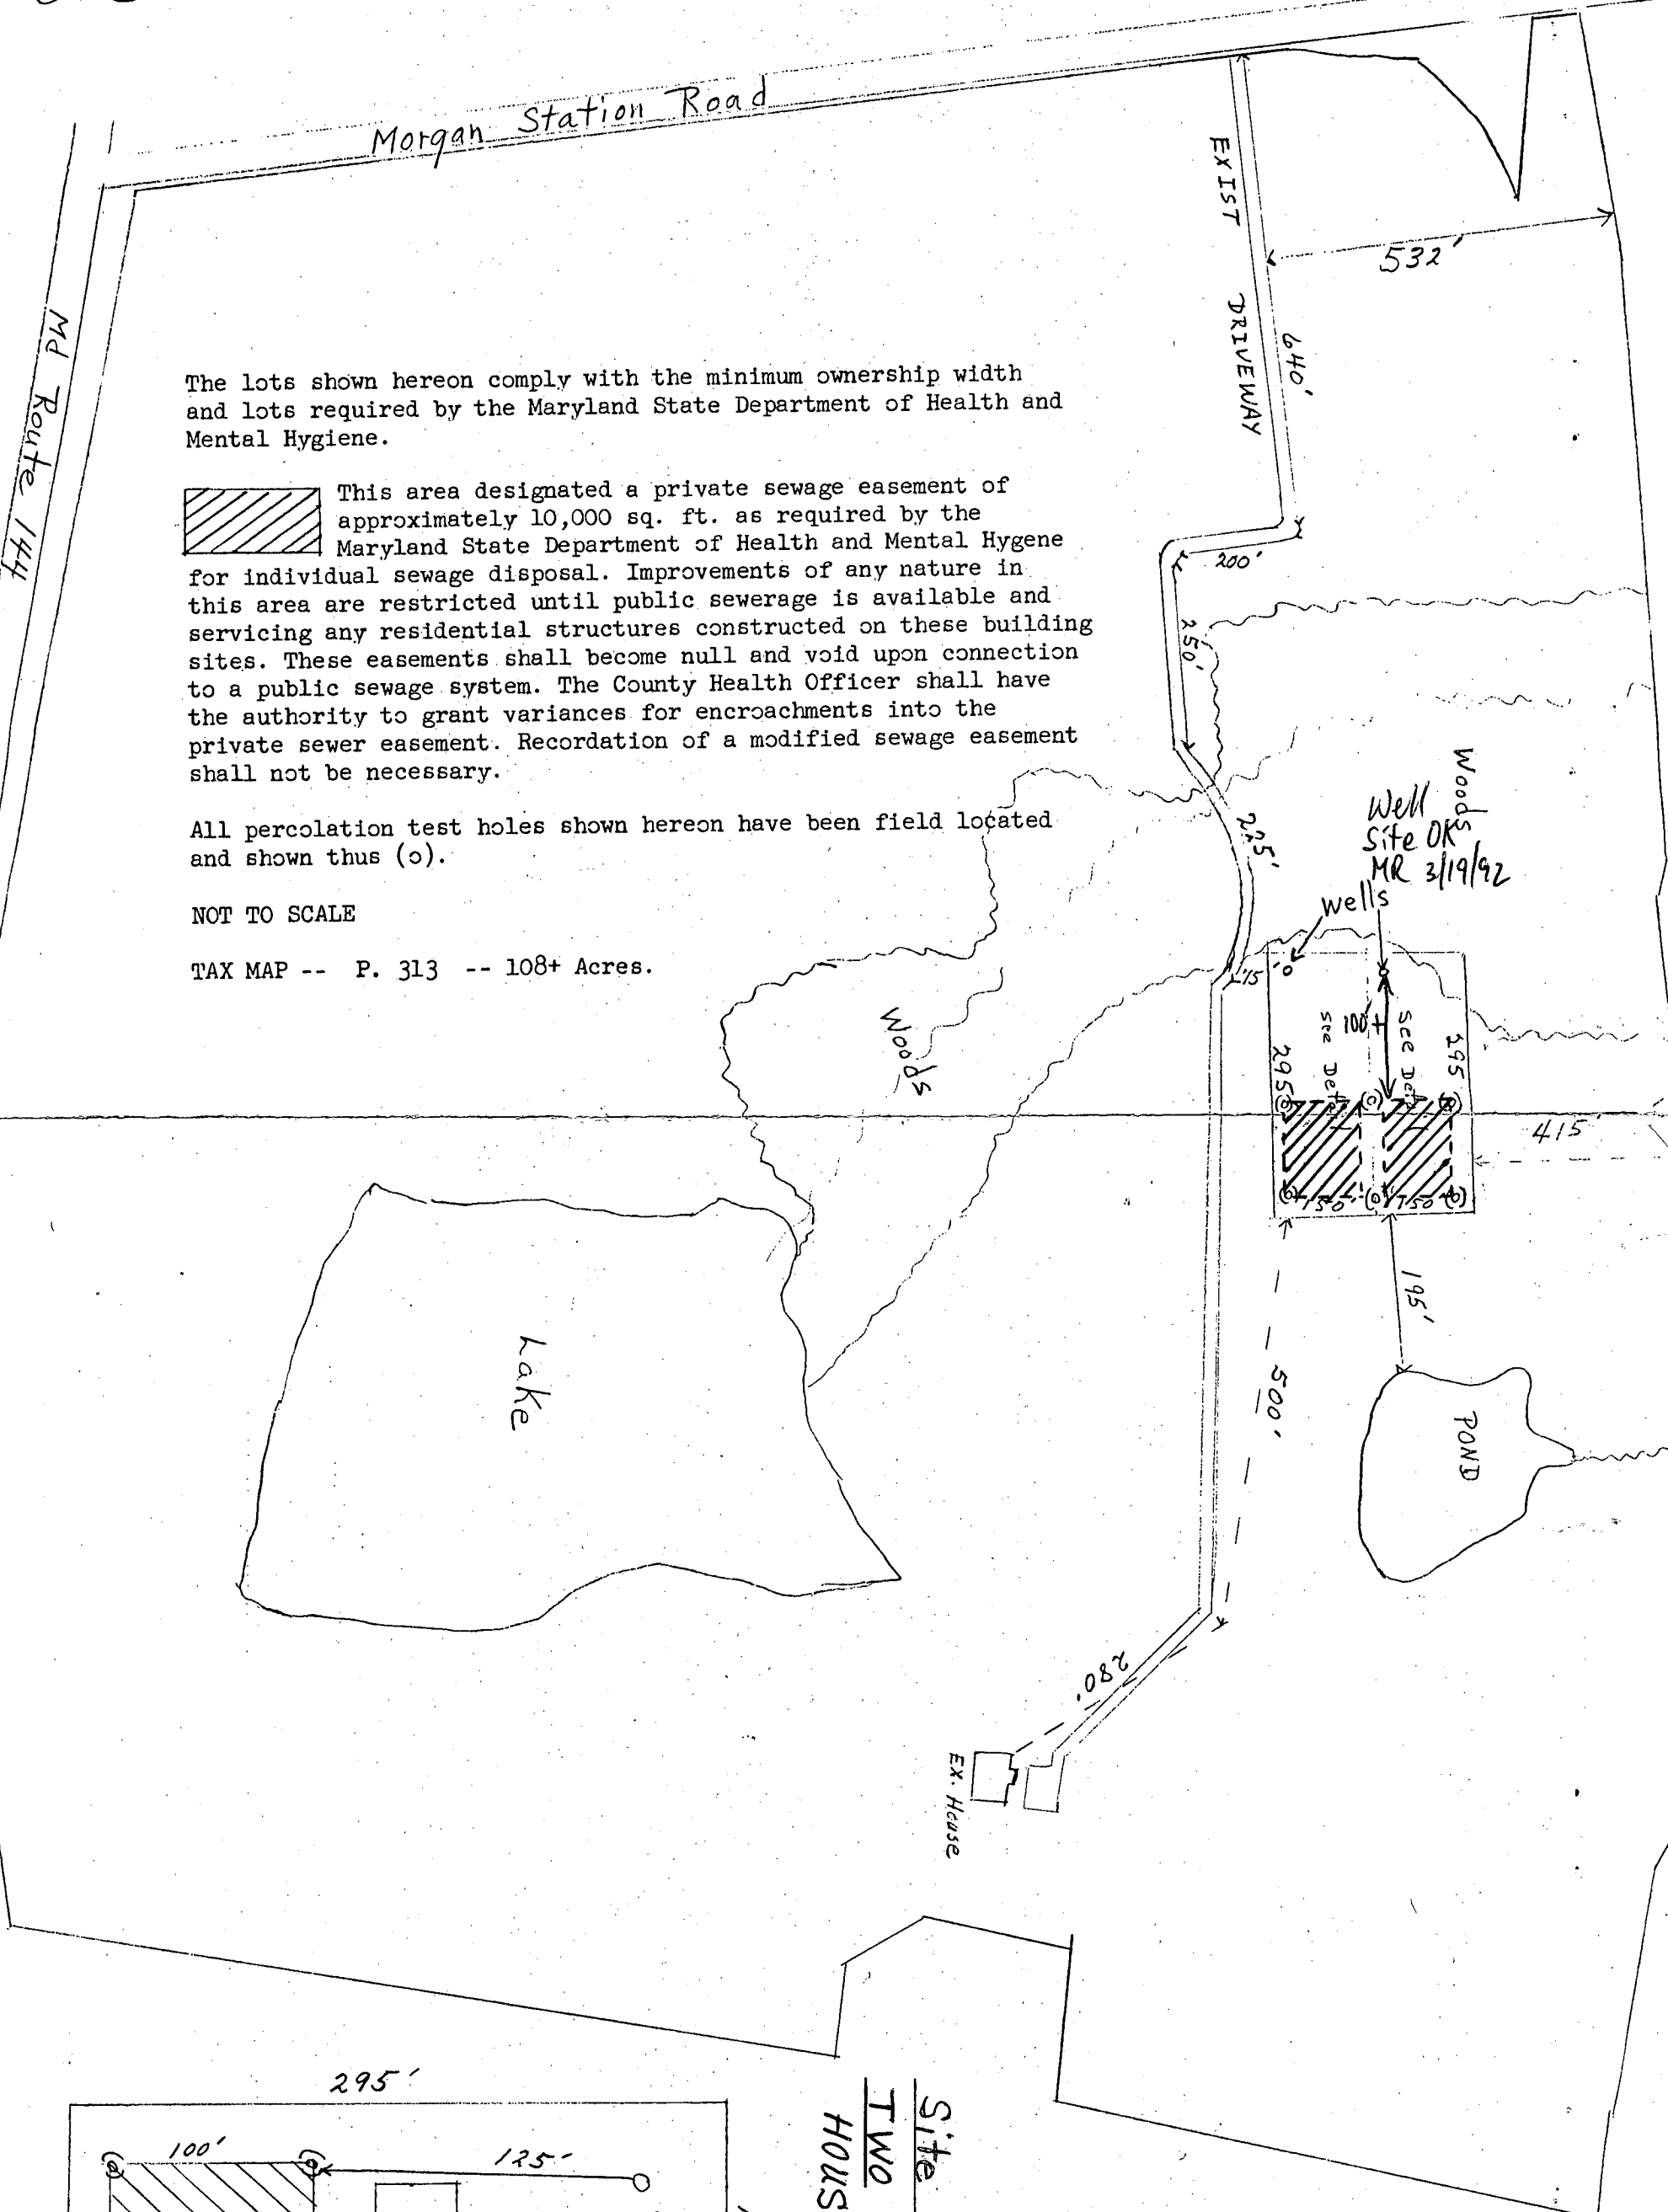 Morgan Station Road
Md Route 144
EXIST DRIVEWAY
532'
640'
200'
250'
225'
The lots shown hereon comply with the minimum ownership width
and lots required by the Maryland State Department of Health and
Mental Hygiene.
This area designated a private sewage easement of
approximately 10,000 sq. ft. as required by the
Maryland State Department of Health and Mental Hygene
for individual sewage disposal. Improvements of any nature in
this area are restricted until public sewerage is available and
servicing any residential structures constructed on these building
sites. These easements shall become null and void upon connection
to a public sewage system. The County Health Officer shall have
the authority to grant variances for encroachments into the
private sewer easement. Recordation of a modified sewage easement
shall not be necessary.
All percolation test holes shown hereon have been field located
and shown thus (o).
NOT TO SCALE
TAX MAP -- P. 313 -- 108+ Acres.
Woods
Well
Site OK
MR 3/19/92
wells
75'
100'+
See Det
See Det
295
295
150'
150
415
195'
500'
Woods
Lake
POND
280'
EX. House
Site
TWO
HOUS
295'
100'
125'